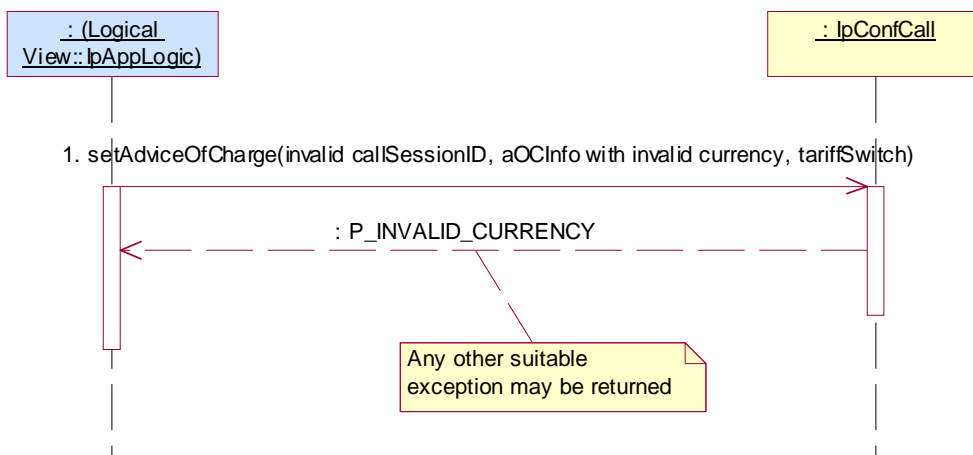 : (Logical
View::IpAppLogic)
: IpConfCall
1. setAdviceOfCharge(invalid callSessionID, aOCInfo with invalid currency, tariffSwitch)
: P_INVALID_CURRENCY
Any other suitable
exception may be returned